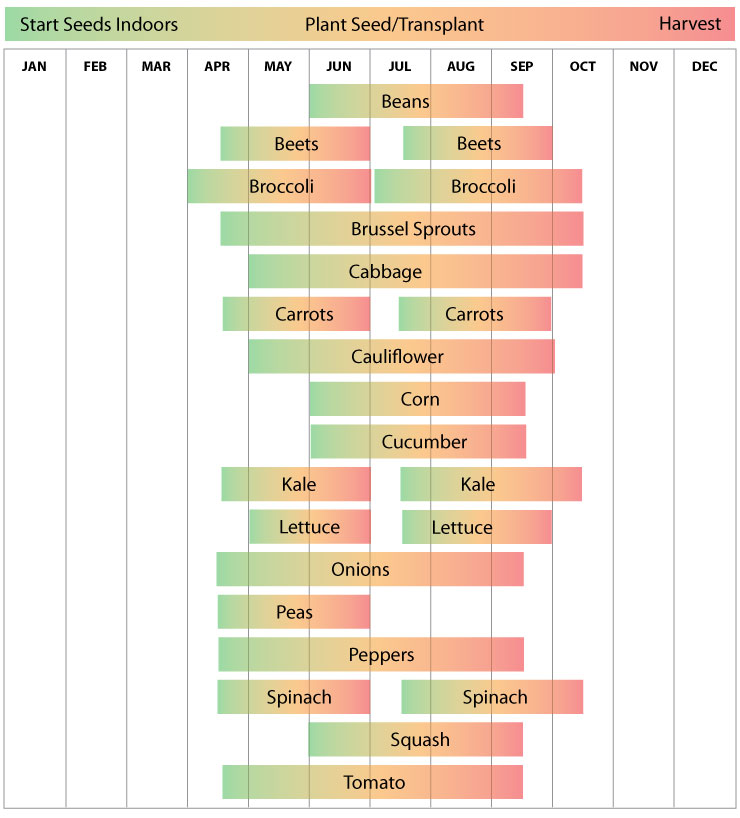 Start Seeds Indoors Plant Seed/Transplant Harvest
JAN FEB MAR APR MAY JUN JUL AUG SEP OCT NOV DEC
Beans
Beets Beets
Broccoli Broccoli
Brussel Sprouts
Cabbage
Carrots Carrots
Cauliflower
Corn
Cucumber
Kale Kale
Lettuce Lettuce
Onions
Peas
Peppers
Spinach Spinach
Squash
Tomato